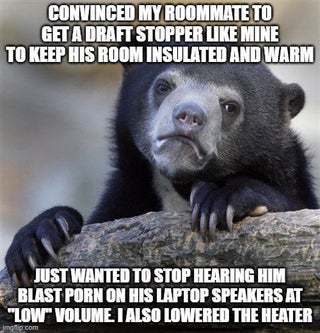 CONVINCED MY ROOMMATE TO
GET A DRAFT STOPPER LIKE MINE
TO KEEP HIS ROOM INSULATED AND WARM
JUST WANTED TO STOP HEARING HIM
BLAST PORN ON HIS LAPTOP SPEAKERS AT
"LOW" VOLUME. I ALSO LOWERED THE HEATER
imgflip.com